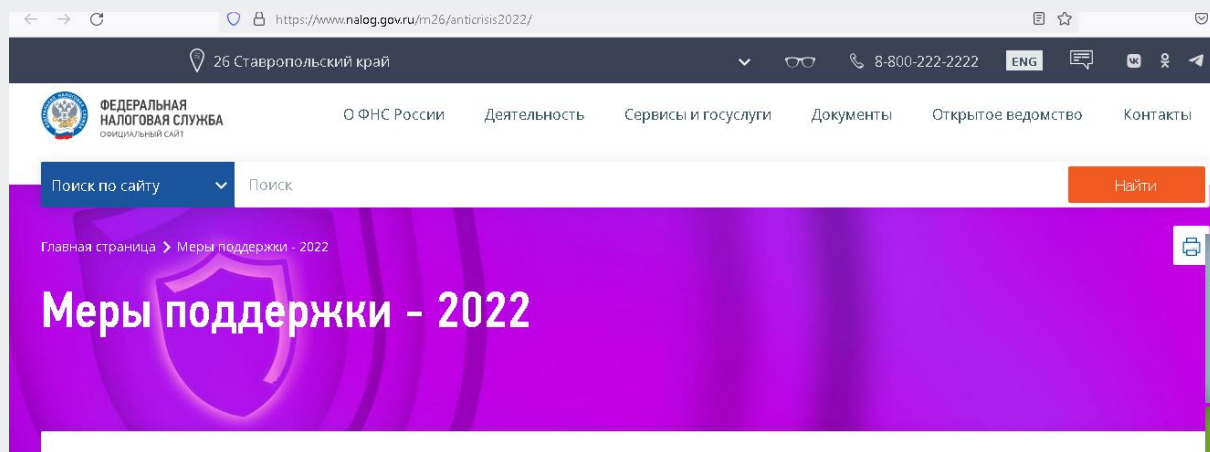 https://www.nalog.gov.ru/rn26/anticrisis2022/
26 Ставропольский край
8-800-222-2222
ENG
ФЕДЕРАЛЬНАЯ
НАЛОГОВАЯ СЛУЖБА
ОФИЦИАЛЬНЫЙ САЙТ
О ФНС России
Деятельность
Сервисы и госуслуги
Документы
Открытое ведомство
Контакты
Поиск по сайту
Поиск
Найти
Главная страница > Меры поддержки - 2022
Меры поддержки - 2022